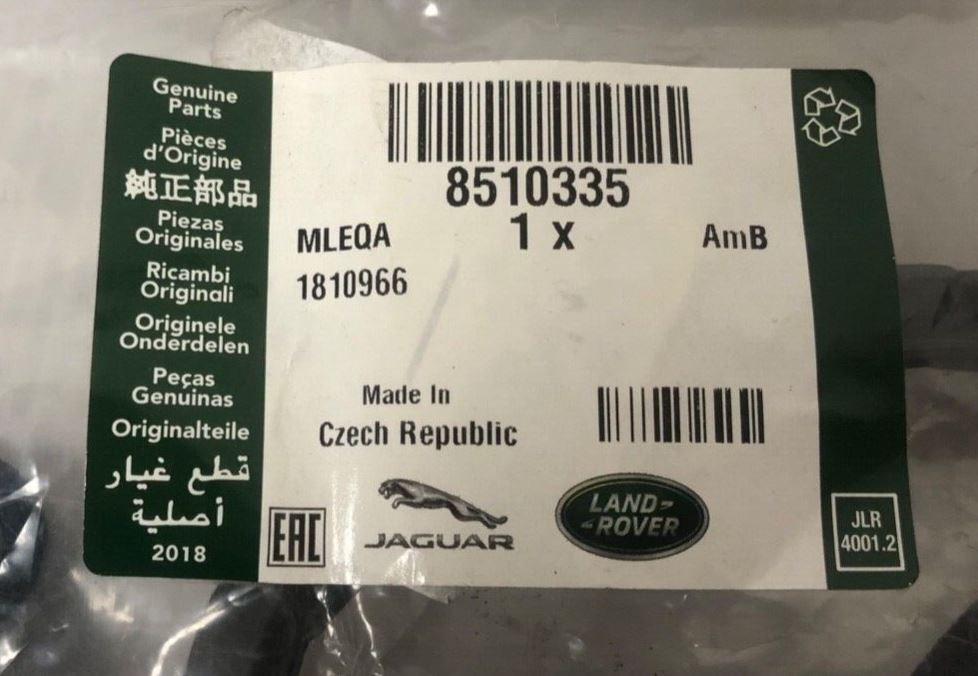 Genuine
Parts
Pièces
d'Origine
純正部品
Piezas
Originales
Ricambi
Originali
Originele
Onderdelen
Peças
Genuinas
Originalteile
قطع غيار
أصلية
2018
8510335
1 x
MLEQA
AmB
1810966
Made In
Czech Republic
EAC
JAGUAR
LAND-
-ROVER
JLR
4001.2